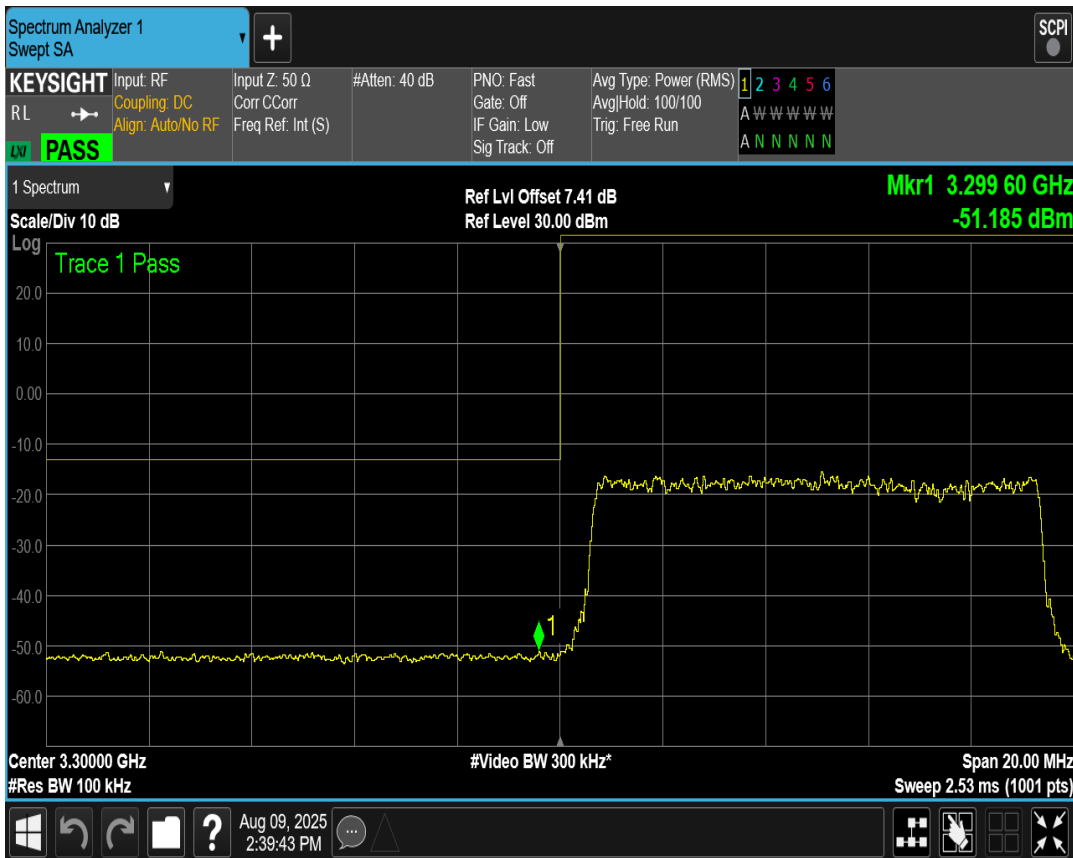 Spectrum Analyzer 1
Swept SA
+
SCPI
KEYSIGHT
R L
LXI PASS
Input: RF
Coupling: DC
Align: Auto/No RF
Input Z: 50 Ω
Corr CCorr
Freq Ref: Int (S)
#Atten: 40 dB
PNO: Fast
Gate: Off
IF Gain: Low
Sig Track: Off
Avg Type: Power (RMS)
Avg|Hold: 100/100
Trig: Free Run
1 2 3 4 5 6
A W W W W W
A N N N N N
1 Spectrum
Scale/Div 10 dB
Ref Lvl Offset 7.41 dB
Ref Level 30.00 dBm
Mkr1 3.299 60 GHz
-51.185 dBm
Log
Trace 1 Pass
20.0
10.0
0.00
-10.0
-20.0
-30.0
-40.0
-50.0
-60.0
1
Center 3.30000 GHz
#Res BW 100 kHz
#Video BW 300 kHz*
Span 20.00 MHz
Sweep 2.53 ms (1001 pts)
?
Aug 09, 2025
2:39:43 PM